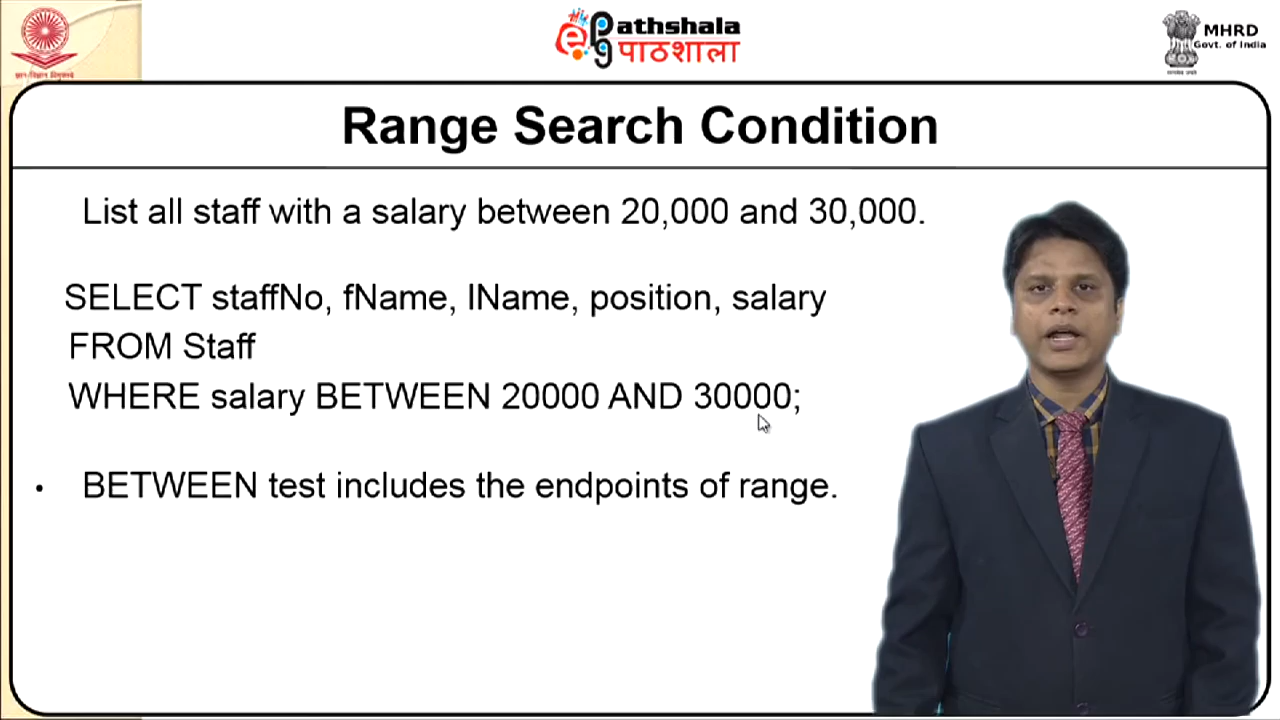 Pathshala
पाठशाला
MHRD
Govt. of India
Range Search Condition
List all staff with a salary between 20,000 and 30,000.
SELECT staffNo, fName, lName, position, salary
FROM Staff
WHERE salary BETWEEN 20000 AND 30000;
• BETWEEN test includes the endpoints of range.